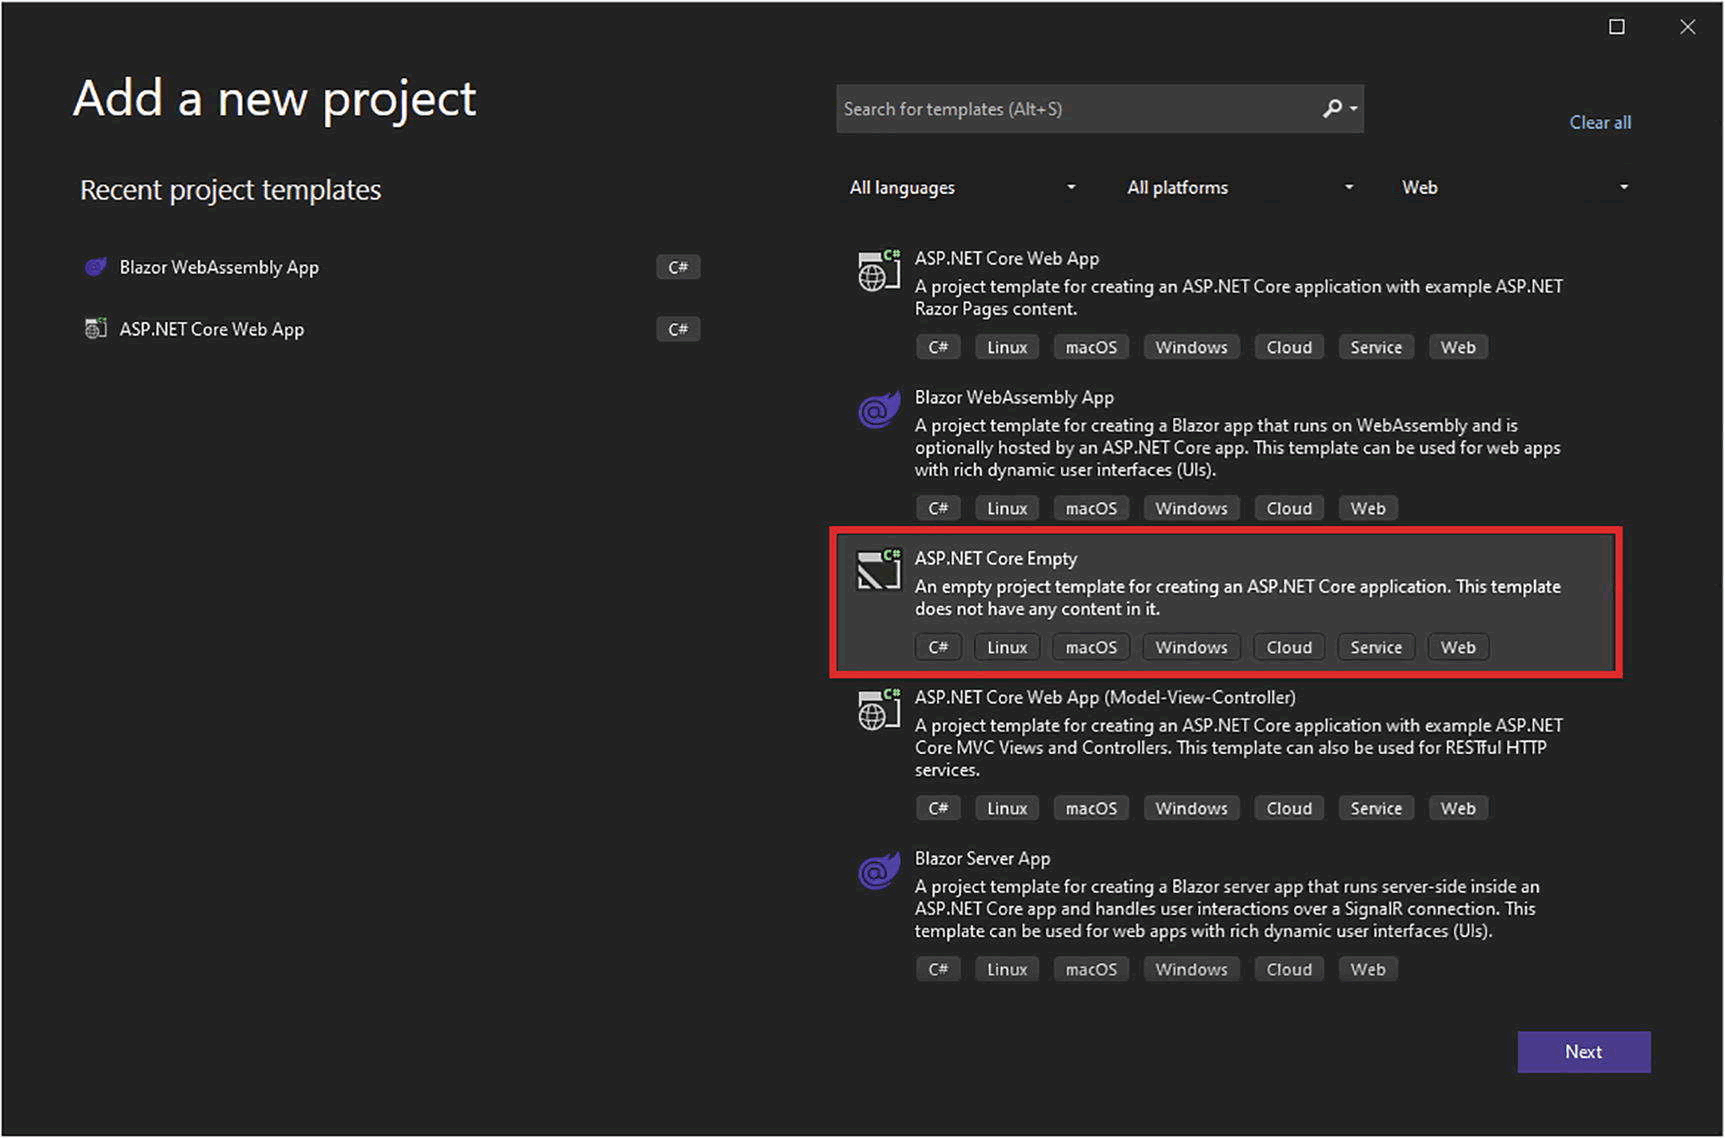 Add a new project
Search for templates (Alt+S)
Clear all
Recent project templates
All languages
All platforms
Web
Blazor WebAssembly App
C#
ASP.NET Core Web App
C#
C#
ASP.NET Core Web App
A project template for creating an ASP.NET Core application with example ASP.NET
Razor Pages content.
C# Linux macOS Windows Cloud Service Web
Blazor WebAssembly App
A project template for creating a Blazor app that runs on WebAssembly and is
optionally hosted by an ASP.NET Core app. This template can be used for web apps
with rich dynamic user interfaces (UIs).
C# Linux macOS Windows Cloud Web
C#
ASP.NET Core Empty
An empty project template for creating an ASP.NET Core application. This template
does not have any content in it.
C# Linux macOS Windows Cloud Service Web
C#
ASP.NET Core Web App (Model-View-Controller)
A project template for creating an ASP.NET Core application with example ASP.NET
Core MVC Views and Controllers. This template can also be used for RESTful HTTP
services.
C# Linux macOS Windows Cloud Service Web
Blazor Server App
A project template for creating a Blazor server app that runs server-side inside an
ASP.NET Core app and handles user interactions over a SignalR connection. This
template can be used for web apps with rich dynamic user interfaces (UIs).
C# Linux macOS Windows Cloud Web
Next